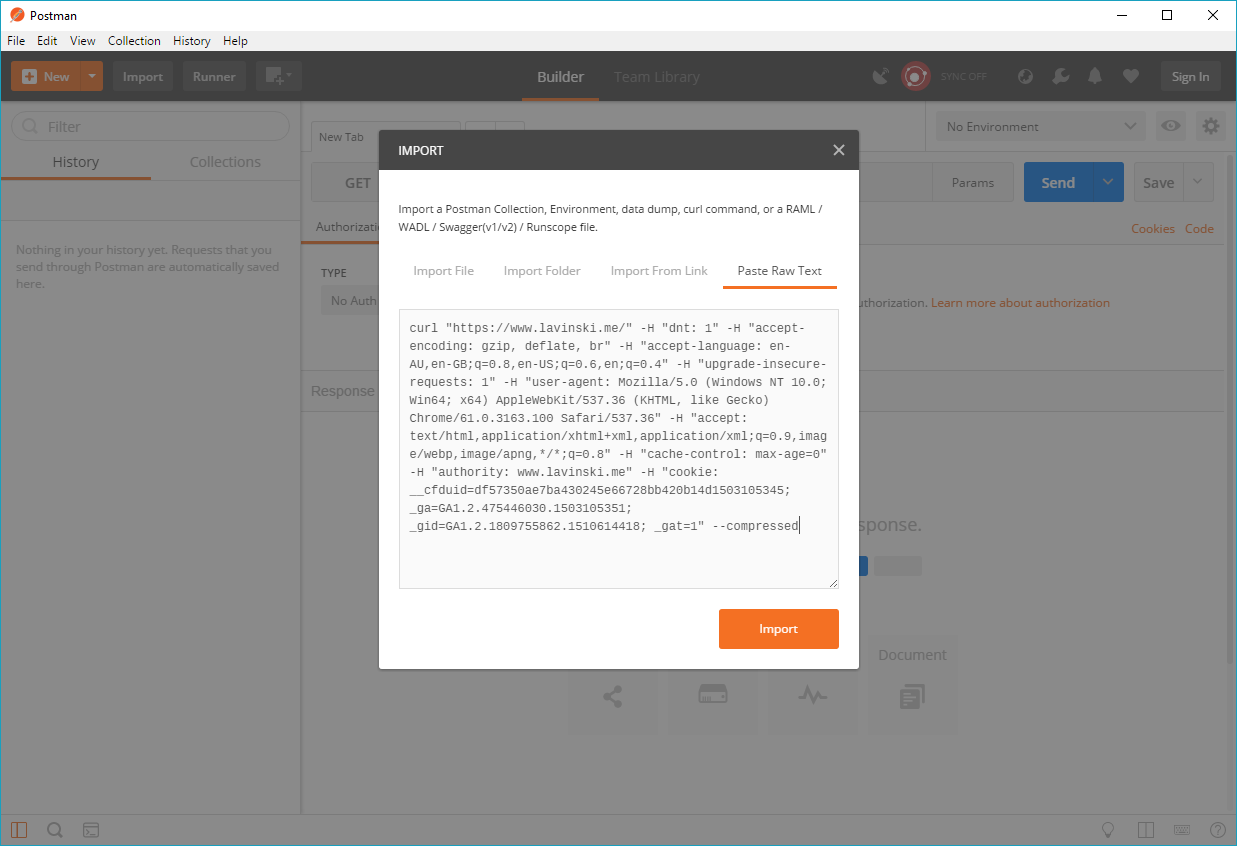 Postman
File Edit View Collection History Help
New Import Runner Builder Team Library SYNC OFF Sign In
Filter
History Collections
Nothing in your history yet. Requests that you
send through Postman are automatically saved
here.
New Tab
No Environment
GET Params Send Save
Authorizati Cookies Code
TYPE
No Auth
uthorization. Learn more about authorization
Response
IMPORT
Import a Postman Collection, Environment, data dump, curl command, or a RAML /
WADL / Swagger(v1/v2) / Runscope file.
Import File Import Folder Import From Link Paste Raw Text
curl "https://www.lavinski.me/" -H "dnt: 1" -H "accept-
encoding: gzip, deflate, br" -H "accept-language: en-
AU,en-GB;q=0.8,en-US;q=0.6,en;q=0.4" -H "upgrade-insecure-
requests: 1" -H "user-agent: Mozilla/5.0 (Windows NT 10.0;
Win64; x64) AppleWebKit/537.36 (KHTML, like Gecko)
Chrome/61.0.3163.100 Safari/537.36" -H "accept:
text/html,application/xhtml+xml,application/xml;q=0.9,imag
e/webp,image/apng,*/*;q=0.8" -H "cache-control: max-age=0"
-H "authority: www.lavinski.me" -H "cookie:
__cfduid=df57350ae7ba430245e66728bb420b14d1503105345;
_ga=GA1.2.475446030.1503105351;
_gid=GA1.2.1809755862.1510614418; _gat=1" --compressed
Import
sponse.
Document